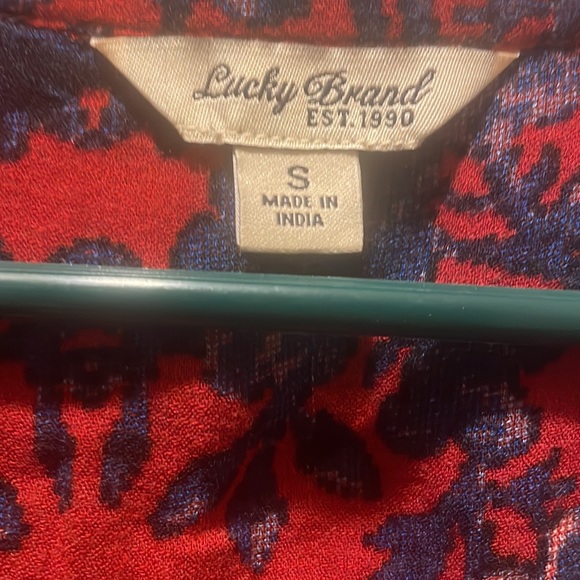 Lucky Brand
EST.1990
S
MADE IN
INDIA